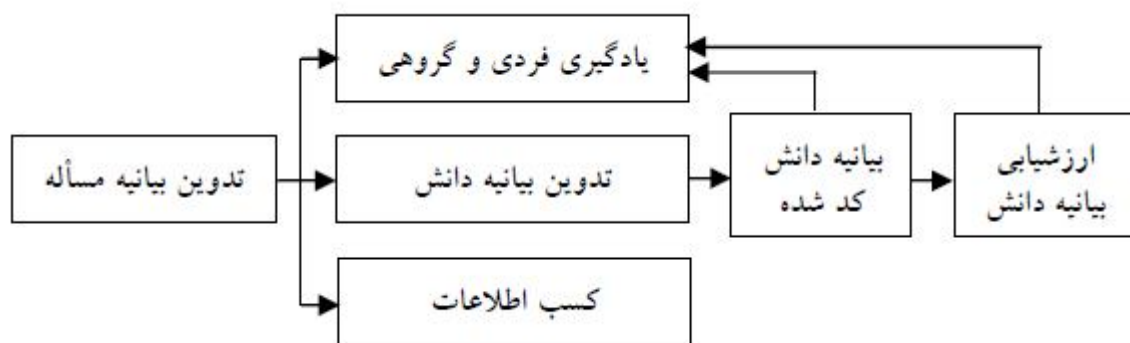 یادگیری فردی و گروهی
تدوین بیانیه مسأله
تدوین بیانیه دانش
بیانیه دانش
کد شده
ارزشیابی
بیانیه دانش
کسب اطلاعات